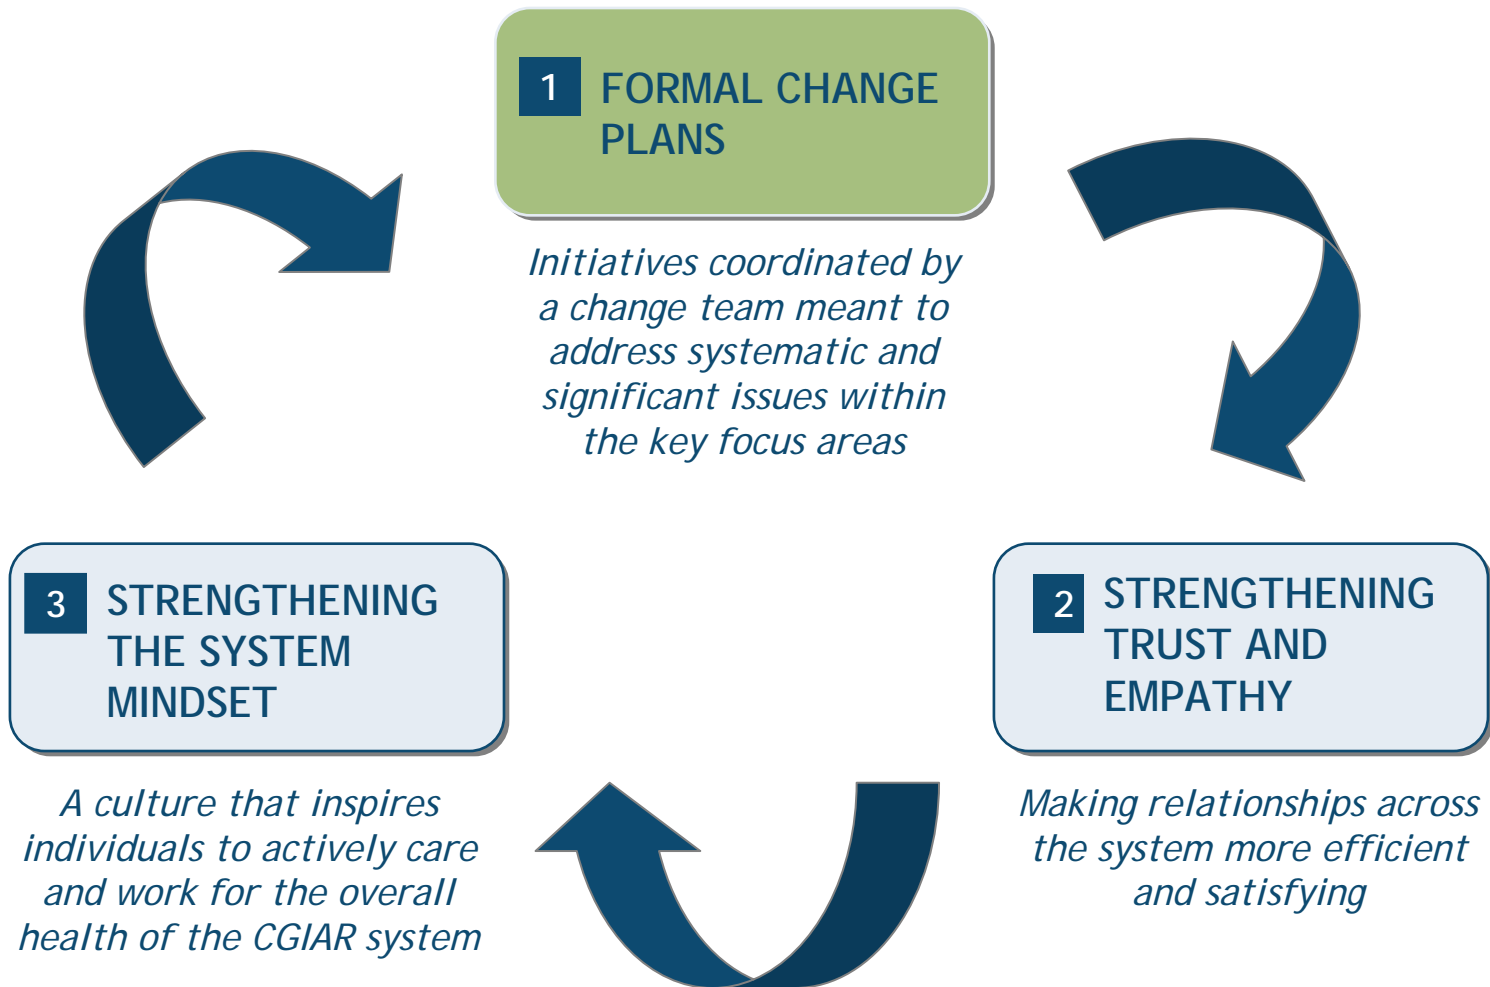 1 FORMAL CHANGE
PLANS
Initiatives coordinated by
a change team meant to
address systematic and
significant issues within
the key focus areas
2 STRENGTHENING
TRUST AND
EMPATHY
Making relationships across
the system more efficient
and satisfying
3 STRENGTHENING
THE SYSTEM
MINDSET
A culture that inspires
individuals to actively care
and work for the overall
health of the CGIAR system